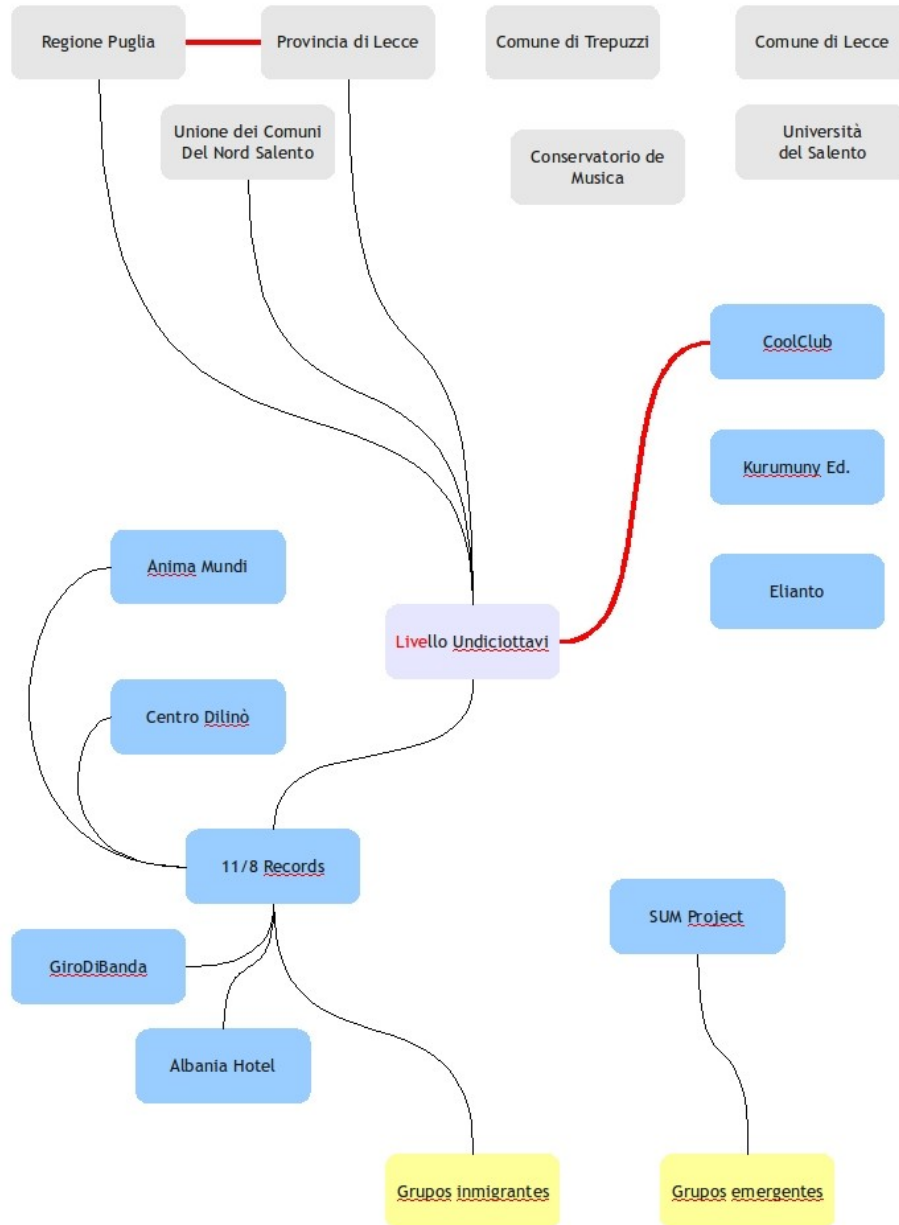 Regione Puglia
Provincia di Lecce
Comune di Trepuzzi
Comune di Lecce
Unione dei Comuni
Del Nord Salento
Conservatorio de
Musica
Università
del Salento
CoolClub
Kurumuny Ed.
Elianto
Anima Mundi
Livello Undiciottavi
Centro Dilinò
11/8 Records
SUM Project
GiroDiBanda
Albania Hotel
Grupos inmigrantes
Grupos emergentes